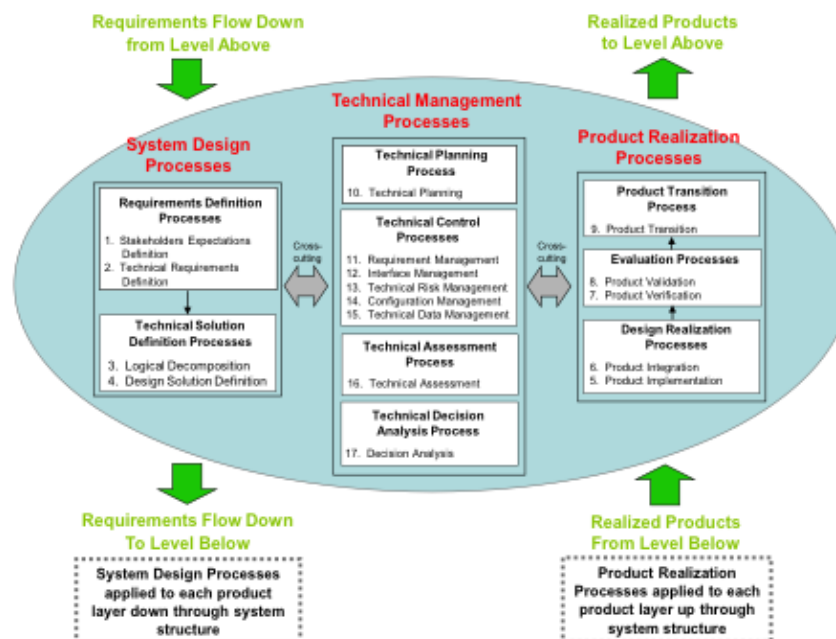 Requirements Flow Down
from Level Above
Realized Products
to Level Above
Technical Management
Processes
System Design
Processes
Product Realization
Processes
Requirements Definition
Processes
1. Stakeholders Expectations
Definition
2. Technical Requirements
Definition
Technical Solution
Definition Processes
3. Logical Decomposition
4. Design Solution Definition
Cross-
cutting
Technical Planning
Process
10. Technical Planning
Technical Control
Processes
11. Requirement Management
12. Interface Management
13. Technical Risk Management
14. Configuration Management
15. Technical Data Management
Technical Assessment
Process
16. Technical Assessment
Technical Decision
Analysis Process
17. Decision Analysis
Cross-
cutting
Product Transition
Process
9. Product Transition
Evaluation Processes
8. Product Validation
7. Product Verification
Design Realization
Processes
6. Product Integration
5. Product Implementation
Requirements Flow Down
To Level Below
Realized Products
From Level Below
System Design Processes
applied to each product
layer down through system
structure
Product Realization
Processes applied to each
product layer up through
system structure